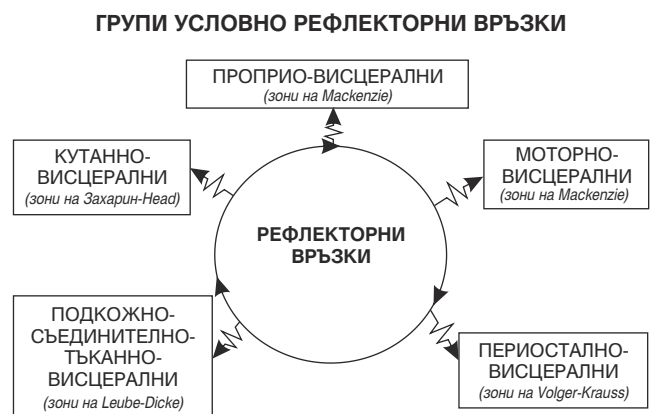 ГРУПИ УСЛОВНО РЕФЛЕКТОРНИ ВРЪЗКИ
ПРОПРИО-ВИСЦЕРАЛНИ
(зони на Mackenzie)
КУТАННО-
ВИСЦЕРАЛНИ
(зони на Захарин-Head)
МОТОРНО-
ВИСЦЕРАЛНИ
(зони на Mackenzie)
РЕФЛЕКТОРНИ
ВРЪЗКИ
ПОДКОЖНО-
СЪЕДИНИТЕЛНО-
ТЪКАННО-
ВИСЦЕРАЛНИ
(зони на Leube-Dicke)
ПЕРИОСТАЛНО-
ВИСЦЕРАЛНИ
(зони на Volger-Krauss)